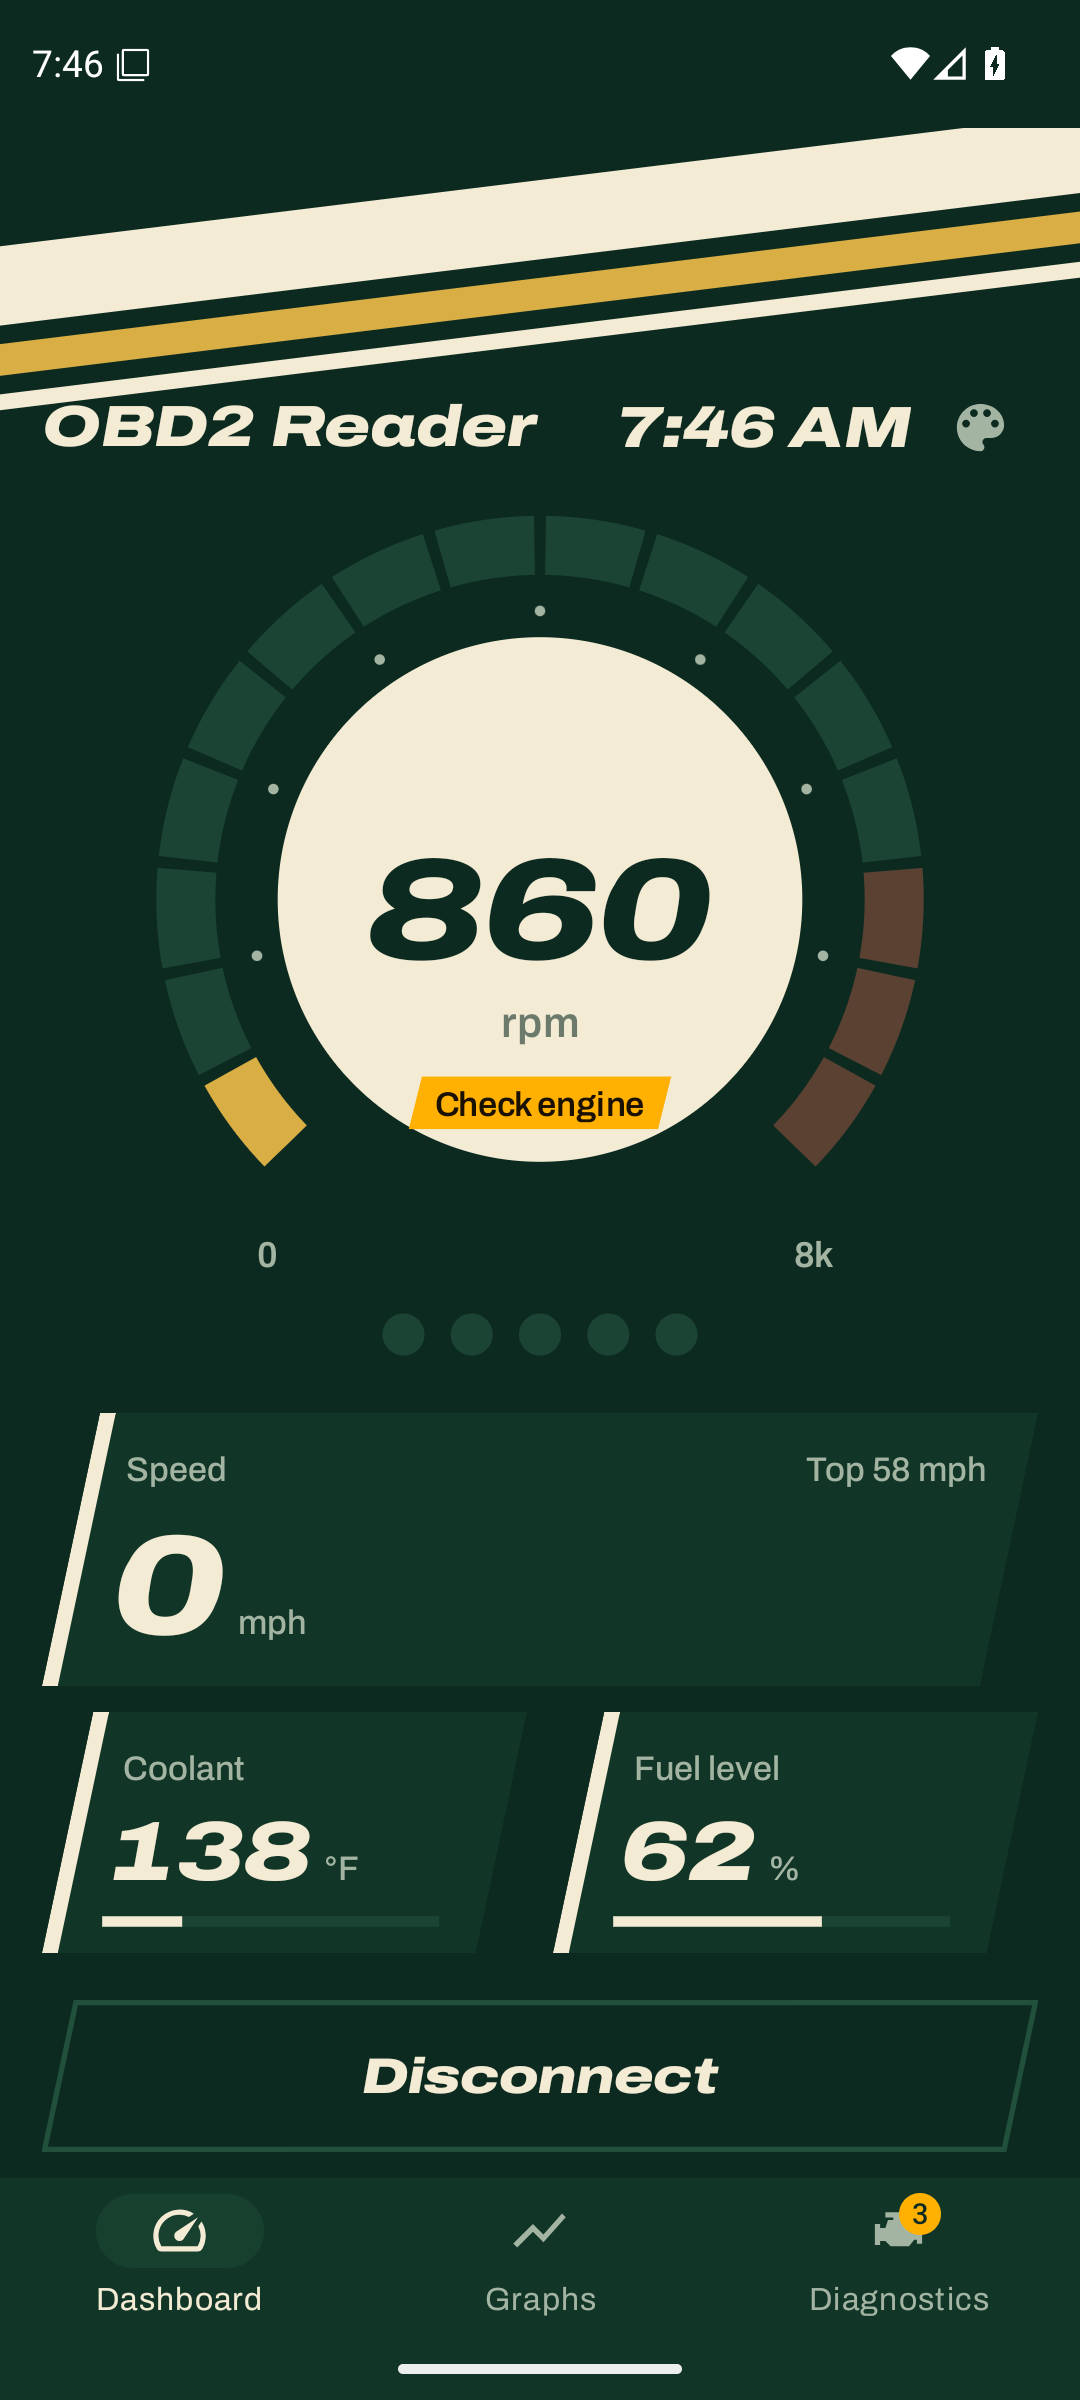 7:46
OBD2 Reader 7:46 AM
860
rpm
Check engine
0 8k
Speed Top 58 mph
0 mph
Coolant Fuel level
138 °F 62 %
Disconnect
3
Dashboard Graphs Diagnostics